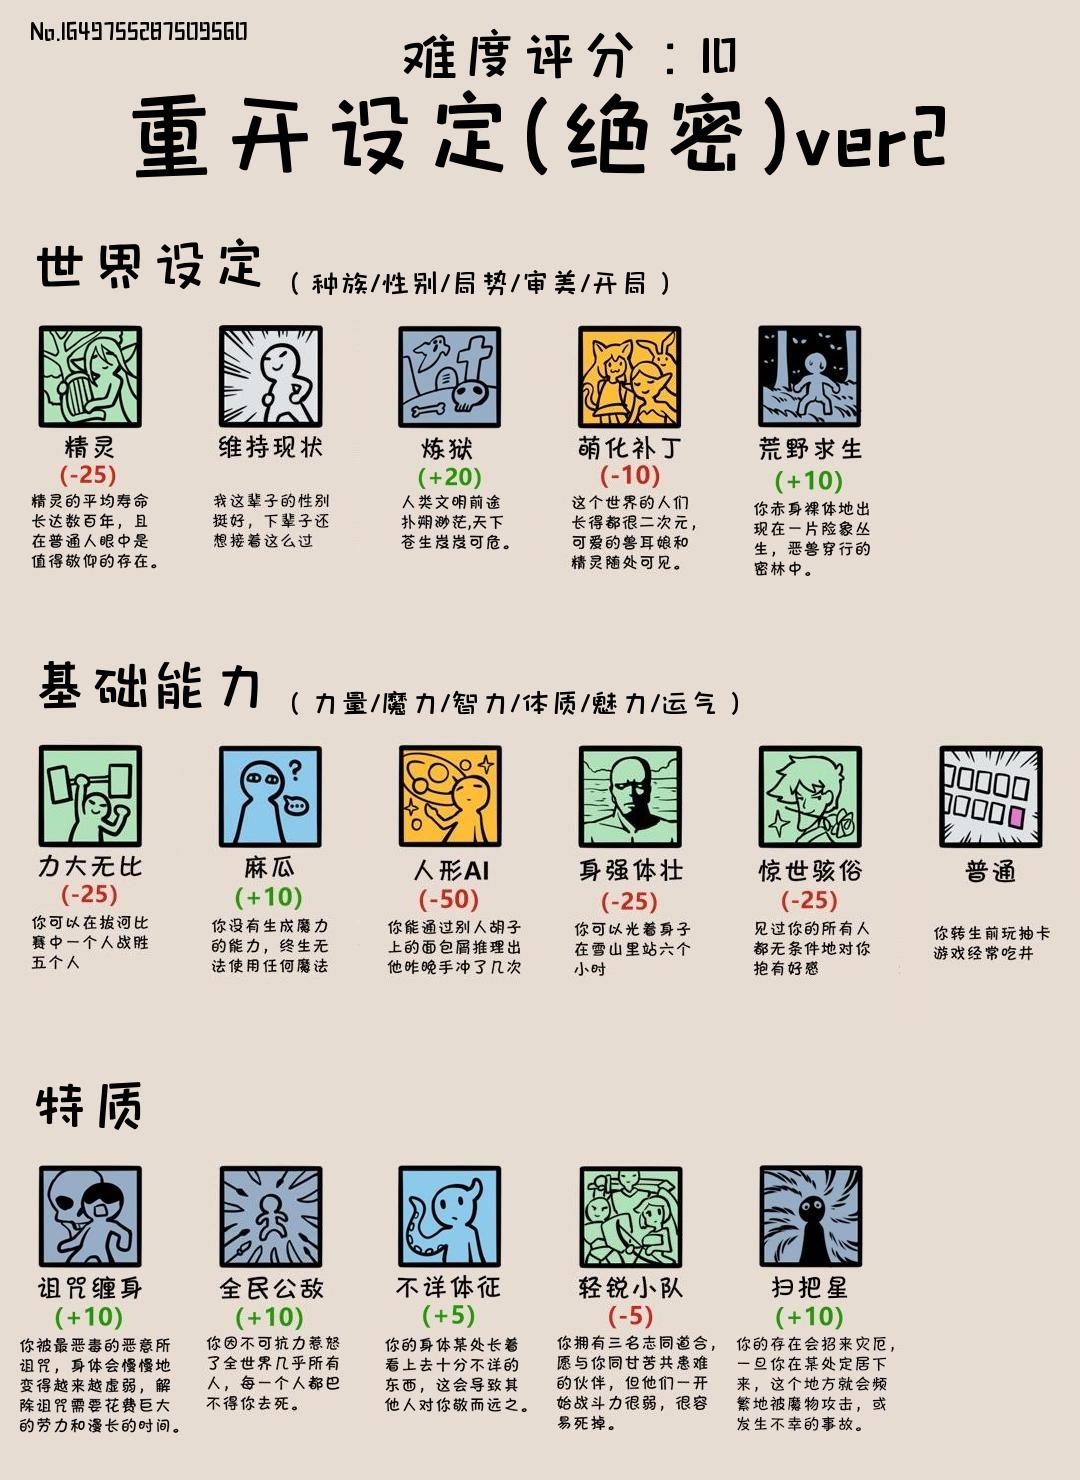 No.1649755287509560
难度评分：10
重开设定(绝密)ver2
世界设定
（种族/性别/局势/审美/开局）
精灵
(-25)
精灵的平均寿命
长达数百年，且
在普通人眼中是
值得敬仰的存在。
维持现状
我这辈子的性别
挺好，下辈子还
想接着这么过
炼狱
(+20)
人类文明前途
扑朔渺茫,天下
苍生岌岌可危。
萌化补丁
(-10)
这个世界的人们
长得都很二次元，
可爱的兽耳娘和
精灵随处可见。
荒野求生
(+10)
你赤身裸体地出
现在一片险象丛
生，恶兽穿行的
密林中。
基础能力
（力量/魔力/智力/体质/魅力/运气）
力大无比
(-25)
你可以在拔河比
赛中一个人战胜
五个人
麻瓜
(+10)
你没有生成魔力
的能力，终生无
法使用任何魔法
人形AI
(-50)
你能通过别人胡子
上的面包屑推理出
他昨晚手冲了几次
身强体壮
(-25)
你可以光着身子
在雪山里站六个
小时
惊世骇俗
(-25)
见过你的所有人
都无条件地对你
抱有好感
普通
你转生前玩抽卡
游戏经常吃井
特质
诅咒缠身
(+10)
你被最恶毒的恶意所
诅咒，身体会慢慢地
变得越来越虚弱，解
除诅咒需要花费巨大
的劳力和漫长的时间。
全民公敌
(+10)
你因不可抗力惹怒
了全世界几乎所有
人，每一个人都巴
不得你去死。
不详体征
(+5)
你的身体某处长着
看上去十分不详的
东西，这会导致其
他人对你敬而远之。
轻锐小队
(-5)
你拥有三名志同道合，
愿与你同甘苦共患难
的伙伴，但他们一开
始战斗力很弱，很容
易死掉。
扫把星
(+10)
你的存在会招来灾厄，
一旦你在某处定居下
来，这个地方就会频
繁地被魔物攻击，或
发生不幸的事故。